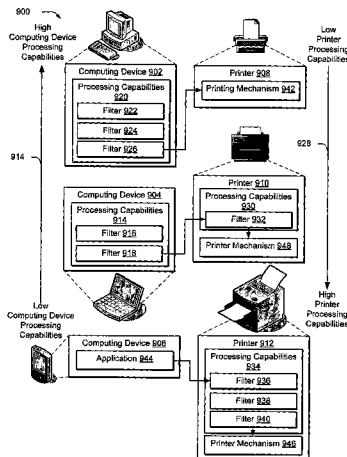 900
High
Computing Device
Processing
Capabilities
Low
Printer
Processing
Capabilities
Computing Device 902
Processing Capabilities
920
Filter 922
Filter 924
Filter 926
Printer 908
Printing Mechanism 942
914
928
Computing Device 904
Processing Capabilities
914
Filter 916
Filter 918
Printer 910
Processing Capabilities
930
Filter 932
Printer Mechanism 948
Low
Computing Device
Processing
Capabilities
High
Printer
Processing
Capabilities
Computing Device 906
Application 944
Printer 912
Processing Capabilities
934
Filter 936
Filter 938
Filter 940
Printer Mechanism 946